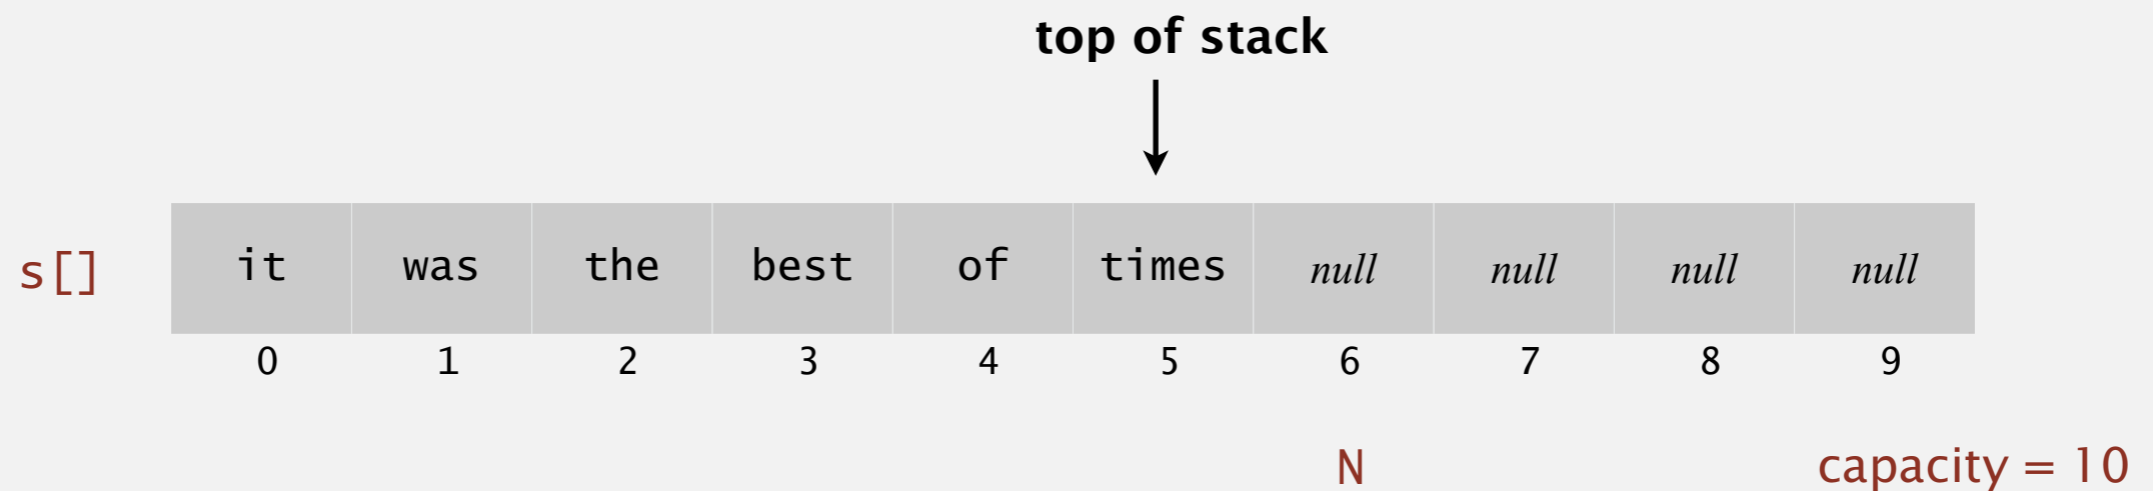 top of stack
s[] it was the best of times null null null null
0 1 2 3 4 5 6 7 8 9
N capacity = 10